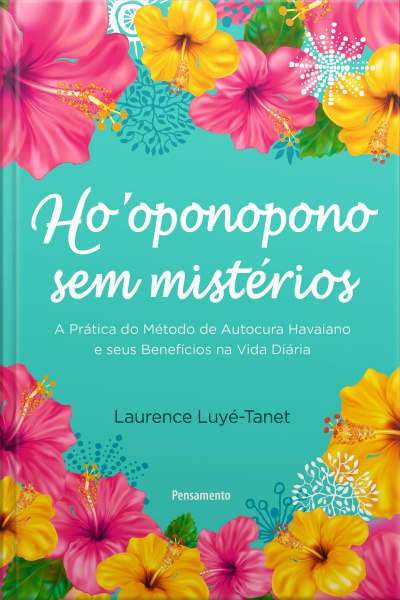 Ho'oponopono
sem mistérios
A Prática do Método de Autocura Havaiano
e seus Benefícios na Vida Diária
Laurence Luyé-Tanet
Pensamento